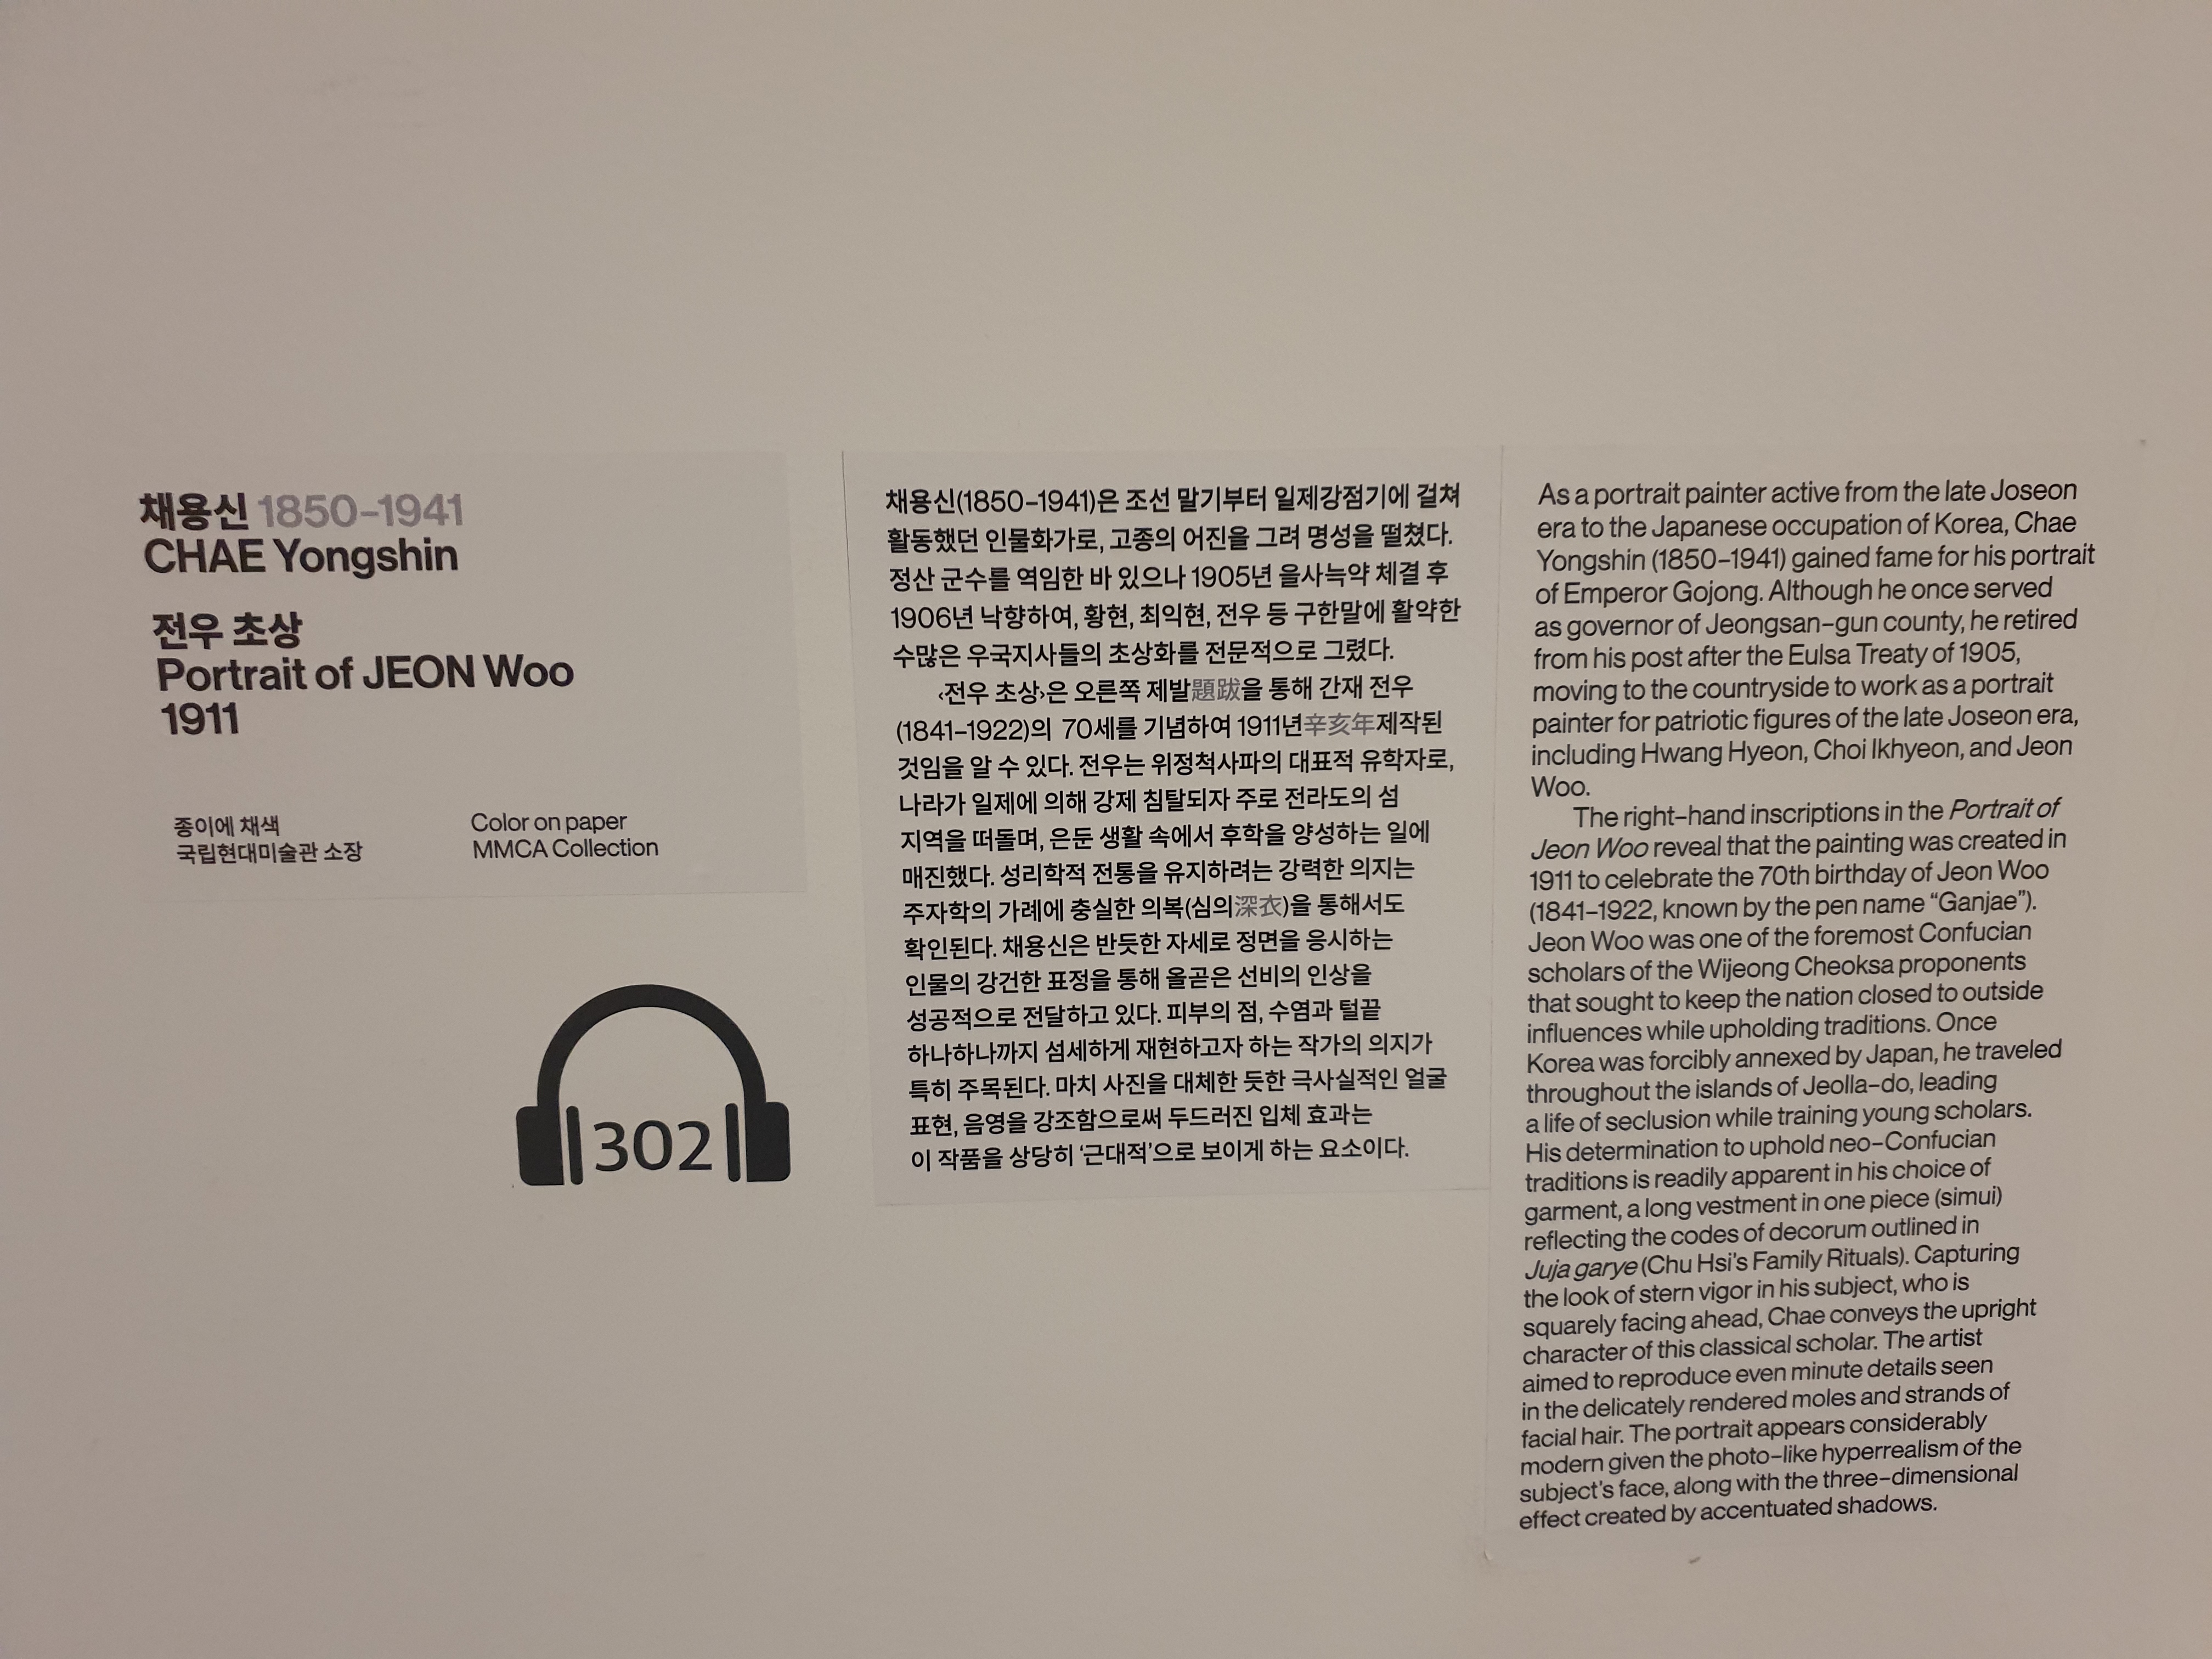 채용신 1850–1941
CHAE Yongshin
전우 초상
Portrait of JEON Woo
1911
종이에 채색
국립현대미술관 소장
Color on paper
MMCA Collection
302
채용신(1850–1941)은 조선 말기부터 일제강점기에 걸쳐
활동했던 인물화가로, 고종의 어진을 그려 명성을 떨쳤다.
정산 군수를 역임한 바 있으나 1905년 을사늑약 체결 후
1906년 낙향하여, 황현, 최익현, 전우 등 구한말에 활약한
수많은 우국지사들의 초상화를 전문적으로 그렸다.
‹전우 초상›은 오른쪽 제발題跋을 통해 간재 전우
(1841–1922)의 70세를 기념하여 1911년辛亥年제작된
것임을 알 수 있다. 전우는 위정척사파의 대표적 유학자로,
나라가 일제에 의해 강제 침탈되자 주로 전라도의 섬
지역을 떠돌며, 은둔 생활 속에서 후학을 양성하는 일에
매진했다. 성리학적 전통을 유지하려는 강력한 의지는
주자학의 가례에 충실한 의복(심의深衣)을 통해서도
확인된다. 채용신은 반듯한 자세로 정면을 응시하는
인물의 강건한 표정을 통해 올곧은 선비의 인상을
성공적으로 전달하고 있다. 피부의 점, 수염과 털끝
하나하나까지 섬세하게 재현하고자 하는 작가의 의지가
특히 주목된다. 마치 사진을 대체한 듯한 극사실적인 얼굴
표현, 음영을 강조함으로써 두드러진 입체 효과는
이 작품을 상당히 ‘근대적’으로 보이게 하는 요소이다.
As a portrait painter active from the late Joseon
era to the Japanese occupation of Korea, Chae
Yongshin (1850–1941) gained fame for his portrait
of Emperor Gojong. Although he once served
as governor of Jeongsan-gun county, he retired
from his post after the Eulsa Treaty of 1905,
moving to the countryside to work as a portrait
painter for patriotic figures of the late Joseon era,
including Hwang Hyeon, Choi Ikhyeon, and Jeon
Woo.
The right-hand inscriptions in the Portrait of
Jeon Woo reveal that the painting was created in
1911 to celebrate the 70th birthday of Jeon Woo
(1841–1922, known by the pen name “Ganjae”).
Jeon Woo was one of the foremost Confucian
scholars of the Wijeong Cheoksa proponents
that sought to keep the nation closed to outside
influences while upholding traditions. Once
Korea was forcibly annexed by Japan, he traveled
throughout the islands of Jeolla-do, leading
a life of seclusion while training young scholars.
His determination to uphold neo-Confucian
traditions is readily apparent in his choice of
garment, a long vestment in one piece (simui)
reflecting the codes of decorum outlined in
Juja garye (Chu Hsi’s Family Rituals). Capturing
the look of stern vigor in his subject, who is
squarely facing ahead, Chae conveys the upright
character of this classical scholar. The artist
aimed to reproduce even minute details seen
in the delicately rendered moles and strands of
facial hair. The portrait appears considerably
modern given the photo-like hyperrealism of the
subject’s face, along with the three-dimensional
effect created by accentuated shadows.